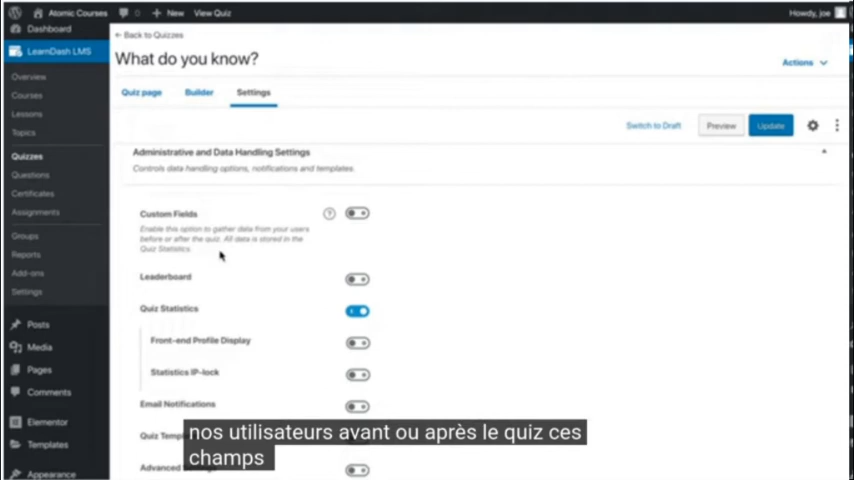 Atomic Courses
0
+ New
View Quiz
Howdy, joe
Dashboard
LearnDash LMS
Overview
Courses
Lessons
Topics
Quizzes
Questions
Certificates
Assignments
Groups
Reports
Add-ons
Settings
Posts
Media
Pages
Comments
Elementor
Templates
Appearance
← Back to Quizzes
What do you know?
Actions
Quiz page
Builder
Settings
Switch to Draft
Preview
Update
Administrative and Data Handling Settings
Controls data handling options, notifications and templates.
Custom Fields
?
Enable this option to gather data from your users
before or after the quiz. All data is stored in the
Quiz Statistics.
Leaderboard
Quiz Statistics
Front-end Profile Display
Statistics IP-lock
Email Notifications
Quiz
Advanced
nos utilisateurs avant ou après le quiz ces
champs